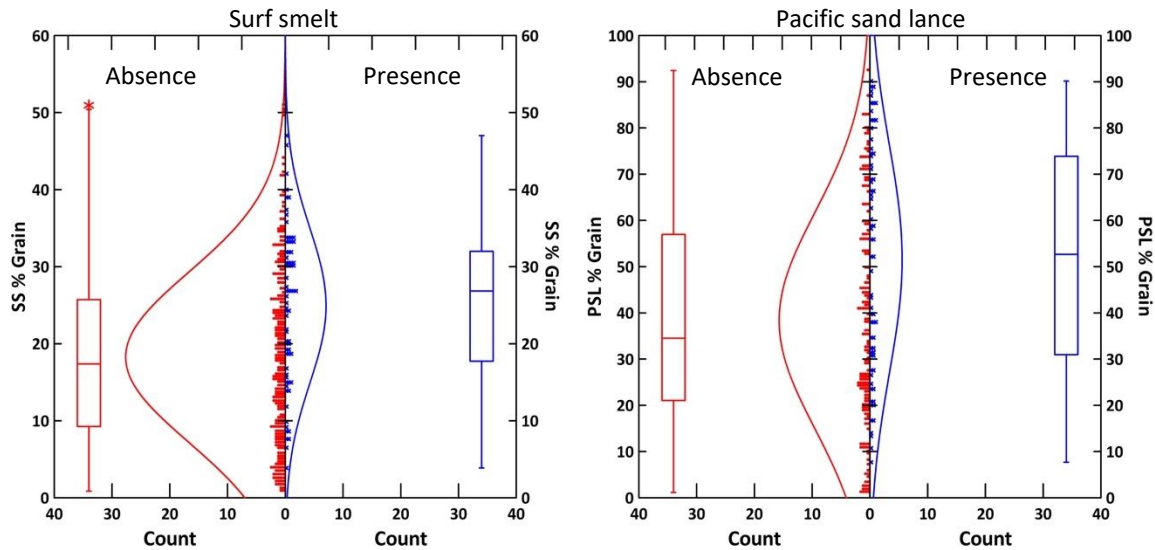 Surf smelt
60 60
Absence Presence
50 50
40 40
SS % Grain
30 30
SS % Grain
20 20
10 10
0 0
40 30 20 10 0 10 20 30 40
Count Count
Pacific sand lance
100 100
Absence Presence
90 90
80 80
70 70
60 60
PSL % Grain
50 50
PSL % Grain
40 40
30 30
20 20
10 10
0 0
40 30 20 10 0 10 20 30 40
Count Count